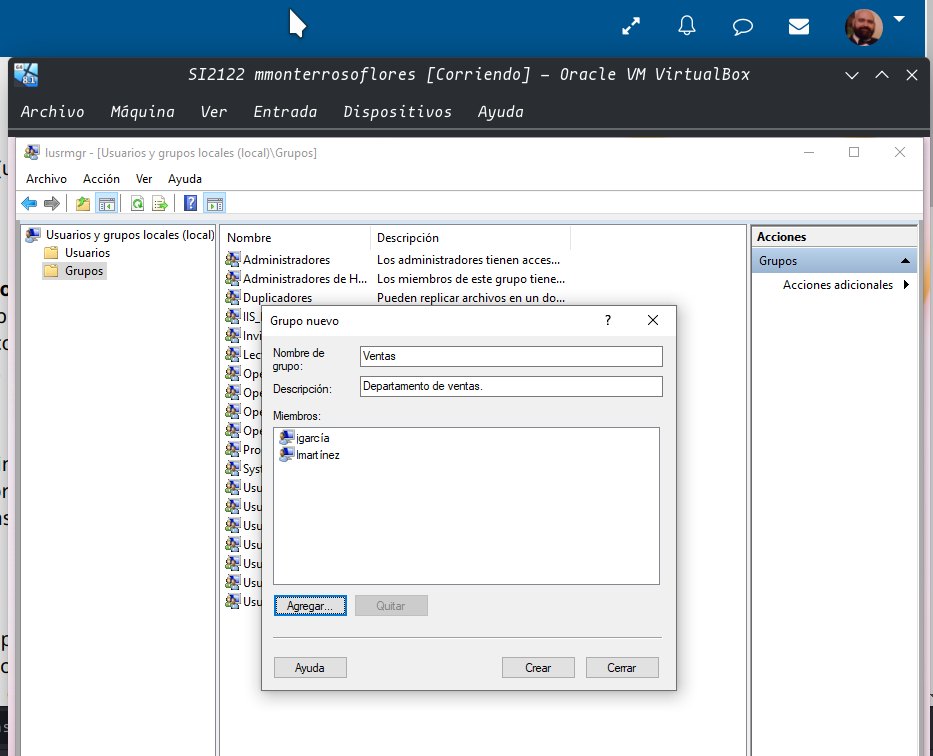 SI2122 mmonterrosoflores [Corriendo] – Oracle VM VirtualBox
Archivo Máquina Ver Entrada Dispositivos Ayuda
lusrmgr - [Usuarios y grupos locales (local)\Grupos]
Archivo Acción Ver Ayuda
Usuarios y grupos locales (local)
Usuarios
Grupos
Nombre Descripción
Administradores Los administradores tienen acces...
Administradores de H... Los miembros de este grupo tiene...
Duplicadores Pueden replicar archivos en un do...
IIS_
Invi
Lec
Ope
Ope
Ope
Ope
Pro
Syst
Usu
Usu
Usu
Usu
Usu
Usu
Usu
Grupo nuevo
Nombre de
grupo:
Ventas
Descripción:
Departamento de ventas.
Miembros:
jgarcía
lmartínez
Agregar... Quitar
Ayuda Crear Cerrar
Acciones
Grupos
Acciones adicionales